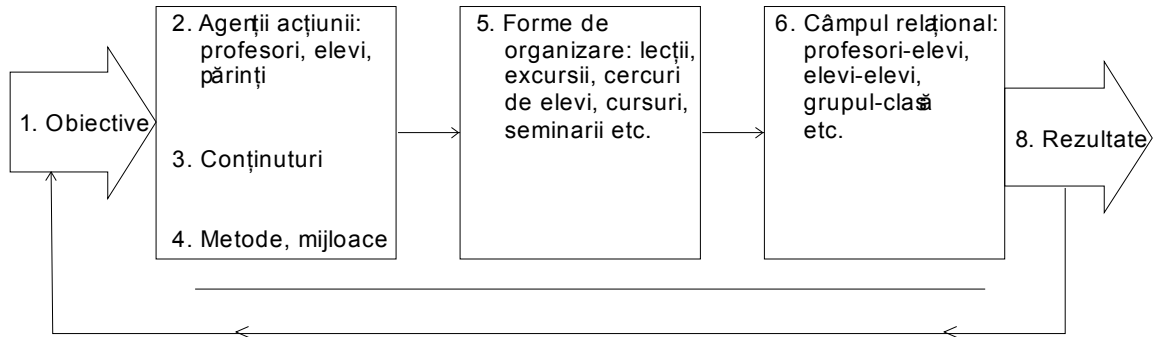 1. Obiective
2. Agenții acțiunii:
profesori, elevi,
părinți
3. Conținuturi
4. Metode, mijloace
5. Forme de
organizare: lecții,
excursii, cercuri
de elevi, cursuri,
seminarii etc.
6. Câmpul relațional:
profesori-elevi,
elevi-elevi,
grupul-clasă
etc.
8. Rezultate